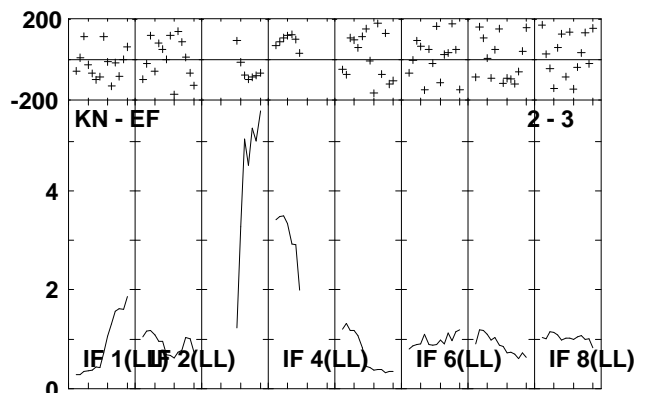 200
-200
KN - EF 2 - 3
4
2
IF 1(LL) IF 2(LL) IF 4(LL) IF 6(LL) IF 8(LL)
0